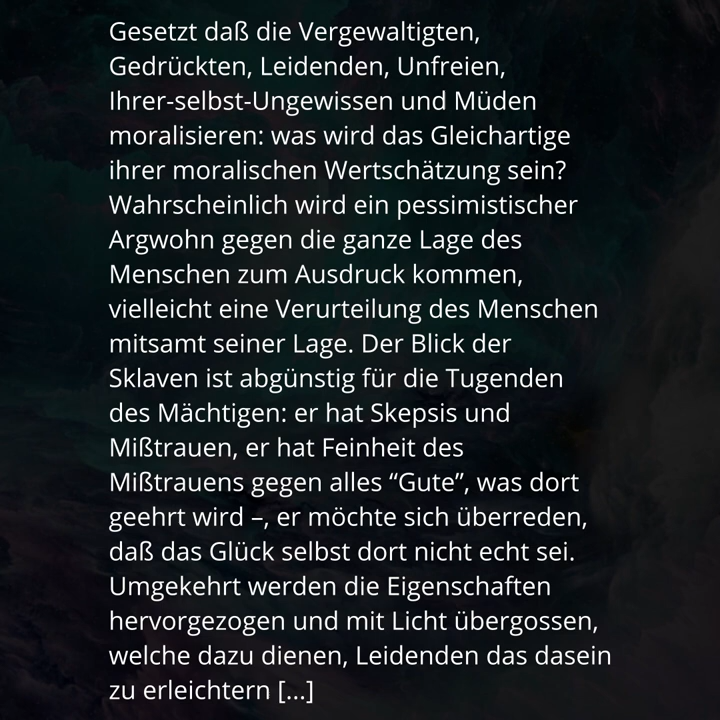 Gesetzt daß die Vergewaltigten,
Gedrückten, Leidenden, Unfreien,
Ihrer-selbst-Ungewissen und Müden
moralisieren: was wird das Gleichartige
ihrer moralischen Wertschätzung sein?
Wahrscheinlich wird ein pessimistischer
Argwohn gegen die ganze Lage des
Menschen zum Ausdruck kommen,
vielleicht eine Verurteilung des Menschen
mitsamt seiner Lage. Der Blick der
Sklaven ist abgünstig für die Tugenden
des Mächtigen: er hat Skepsis und
Mißtrauen, er hat Feinheit des
Mißtrauens gegen alles “Gute”, was dort
geehrt wird –, er möchte sich überreden,
daß das Glück selbst dort nicht echt sei.
Umgekehrt werden die Eigenschaften
hervorgezogen und mit Licht übergossen,
welche dazu dienen, Leidenden das dasein
zu erleichtern [...]